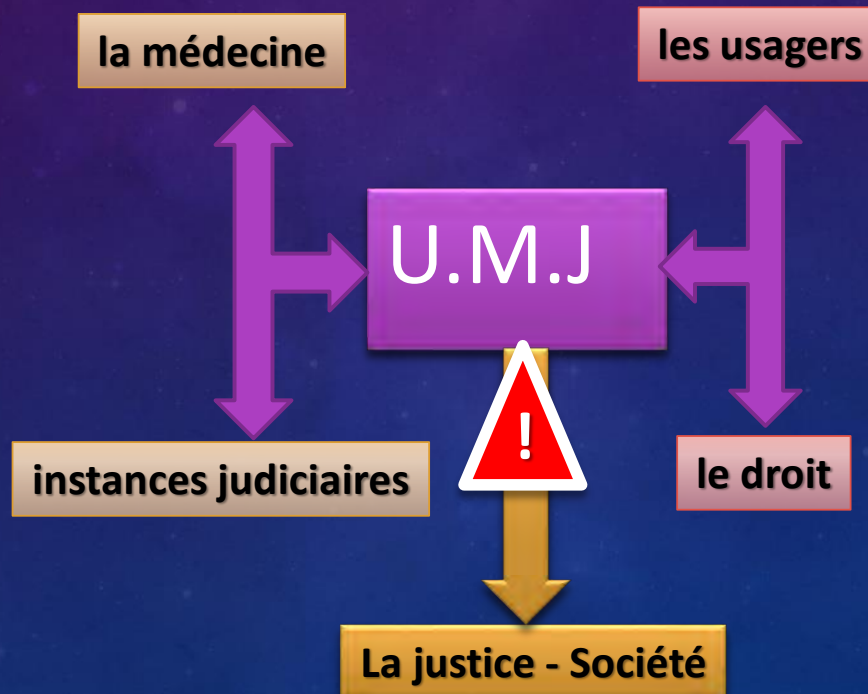 la médecine
les usagers
U.M.J
!
instances judiciaires
le droit
La justice - Société